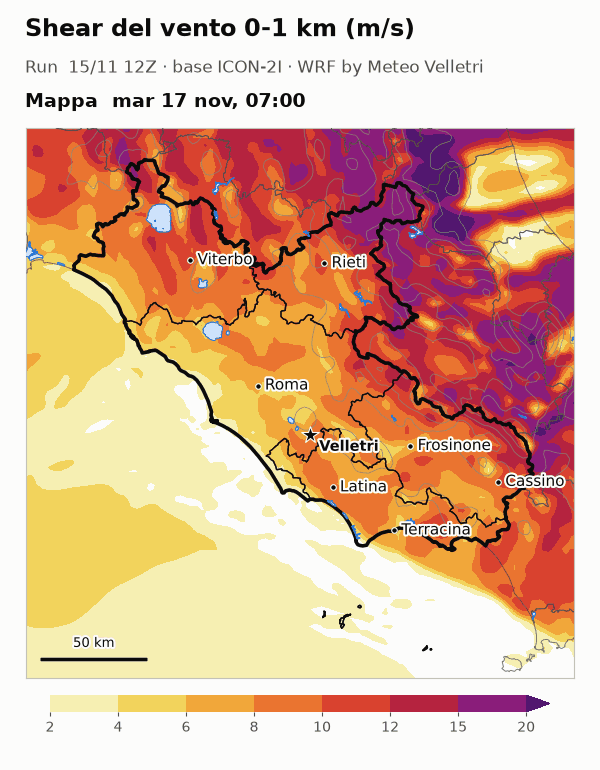 Shear del vento 0-1 km (m/s)
Run  15/11 12Z · base ICON-2I · WRF by Meteo Velletri
Mappa  mar 17 nov, 07:00
Viterbo
Rieti
Roma
Velletri
Frosinone
Cassino
Latina
Terracina
50 km
2 4 6 8 10 12 15 20